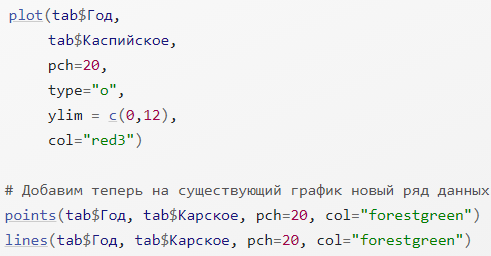 plot(tab$Год,
     tab$Каспийское,
     pch=20,
     type="o",
     ylim = c(0,12),
     col="red3")

# Добавим теперь на существующий график новый ряд данных
points(tab$Год, tab$Карское, pch=20, col="forestgreen")
lines(tab$Год, tab$Карское, pch=20, col="forestgreen")